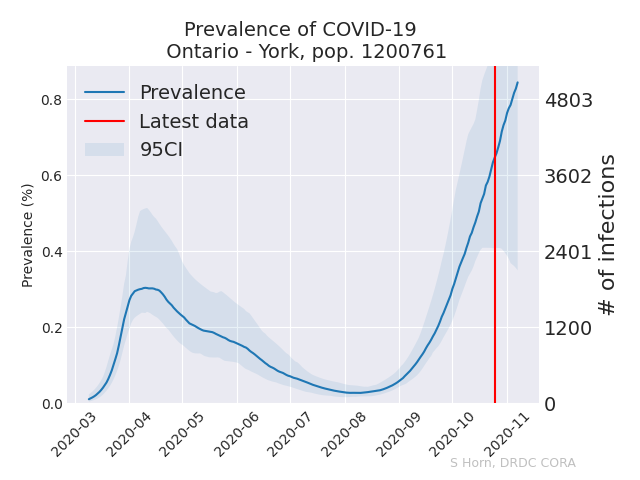 Prevalence of COVID-19
Ontario - York, pop. 1200761
Prevalence
Latest data
95CI
Prevalence (%)
0.8
0.6
0.4
0.2
0.0
4803
3602
2401
1200
0
# of infections
2020-03
2020-04
2020-05
2020-06
2020-07
2020-08
2020-09
2020-10
2020-11
S Horn, DRDC CORA